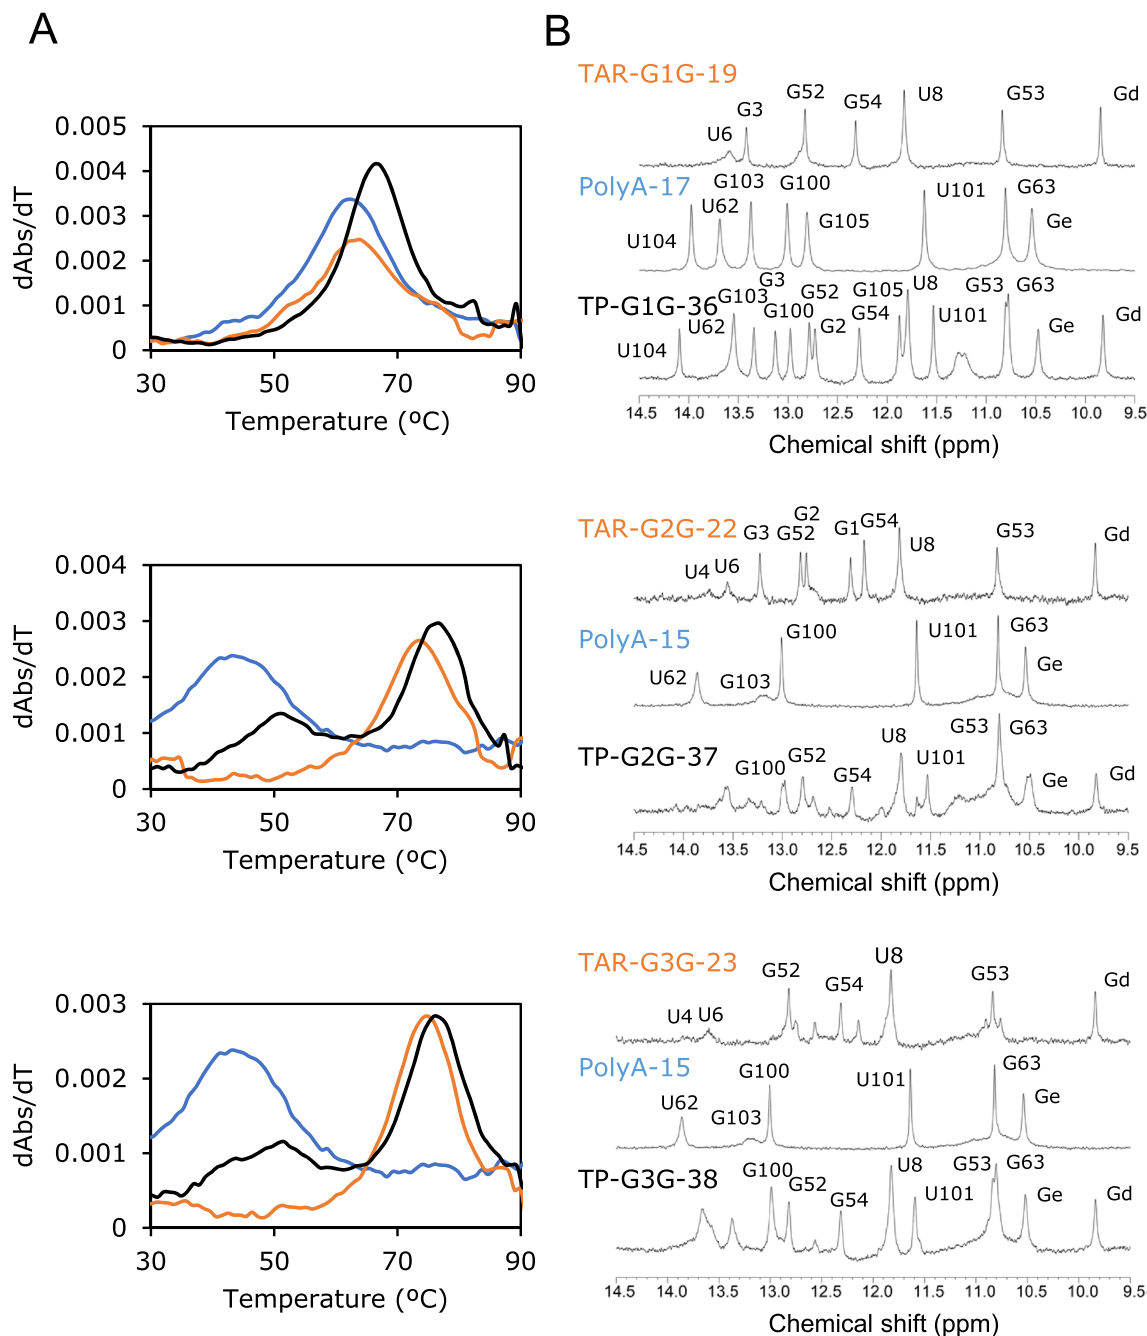 A
0.005
0.004
0.003
0.002
0.001
0
dAbs/dT
30 50 70 90
Temperature (ºC)
0.004
0.003
0.002
0.001
0
dAbs/dT
30 50 70 90
Temperature (ºC)
0.003
0.002
0.001
0
dAbs/dT
30 50 70 90
Temperature (ºC)
B
TAR-G1G-19
U6 G3 G52 G54 U8 G53 Gd
PolyA-17
U104 U62 G103 G100 G105 U101 G63 Ge
TP-G1G-36
U104 U62 G103 G3 G100 G52 G2 G54 G105 U8 U101 G53 G63 Ge Gd
14.5 14.0 13.5 13.0 12.5 12.0 11.5 11.0 10.5 10.0 9.5
Chemical shift (ppm)
TAR-G2G-22
U4 U6 G3 G52 G2 G1 G54 U8 G53 Gd
PolyA-15
U62 G103 G100 U101 G63 Ge
TP-G2G-37
G100 G52 G54 U8 U101 G53 G63 Ge Gd
14.5 14.0 13.5 13.0 12.5 12.0 11.5 11.0 10.5 10.0 9.5
Chemical shift (ppm)
TAR-G3G-23
U4 U6 G52 G54 U8 G53 Gd
PolyA-15
U62 G103 G100 U101 G63 Ge
TP-G3G-38
G100 G52 G54 U8 U101 G53 G63 Ge Gd
14.5 14.0 13.5 13.0 12.5 12.0 11.5 11.0 10.5 10.0 9.5
Chemical shift (ppm)